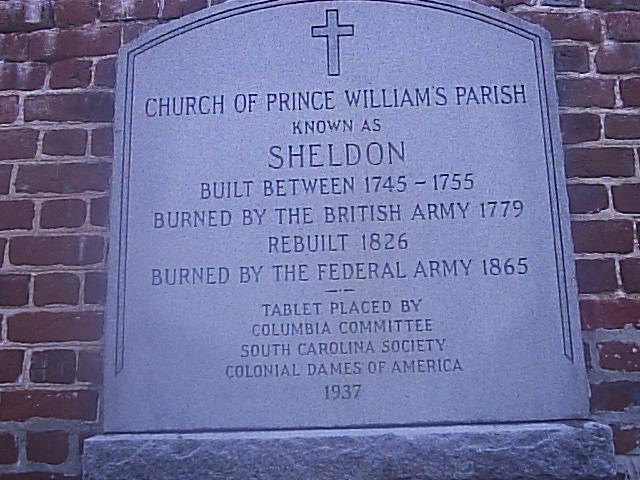 CHURCH OF PRINCE WILLIAM'S PARISH
KNOWN AS
SHELDON
BUILT BETWEEN 1745 - 1755
BURNED BY THE BRITISH ARMY 1779
REBUILT 1826
BURNED BY THE FEDERAL ARMY 1865
TABLET PLACED BY
COLUMBIA COMMITTEE
SOUTH CAROLINA SOCIETY
COLONIAL DAMES OF AMERICA
1937